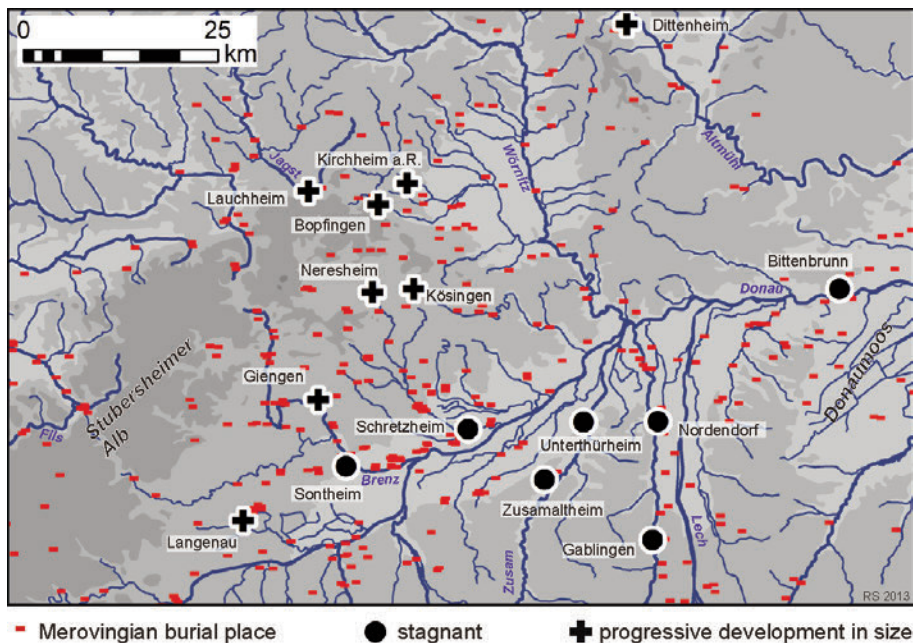 0 25
km
Dittenheim
Altmühl
Wörnitz
Jagst
Kirchheim a.R.
Lauchheim
Bopfingen
Neresheim
Kösingen
Bittenbrunn
Donau
Donaumoos
Stubersheimer
Alb
Fils
Giengen
Schretzheim
Unterthürheim
Nordendorf
Sontheim
Brenz
Zusamaltheim
Langenau
Gablingen
Zusam
Lech
RS 2013
Merovingian burial place
stagnant
progressive development in size